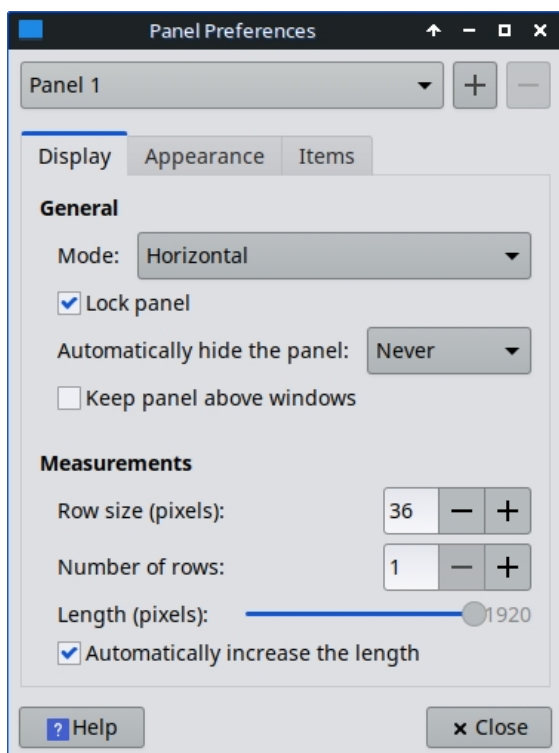 Panel Preferences
Panel 1
Display Appearance Items
General
Mode: Horizontal
Lock panel
Automatically hide the panel: Never
Keep panel above windows
Measurements
Row size (pixels): 36
Number of rows: 1
Length (pixels): 1920
Automatically increase the length
? Help × Close